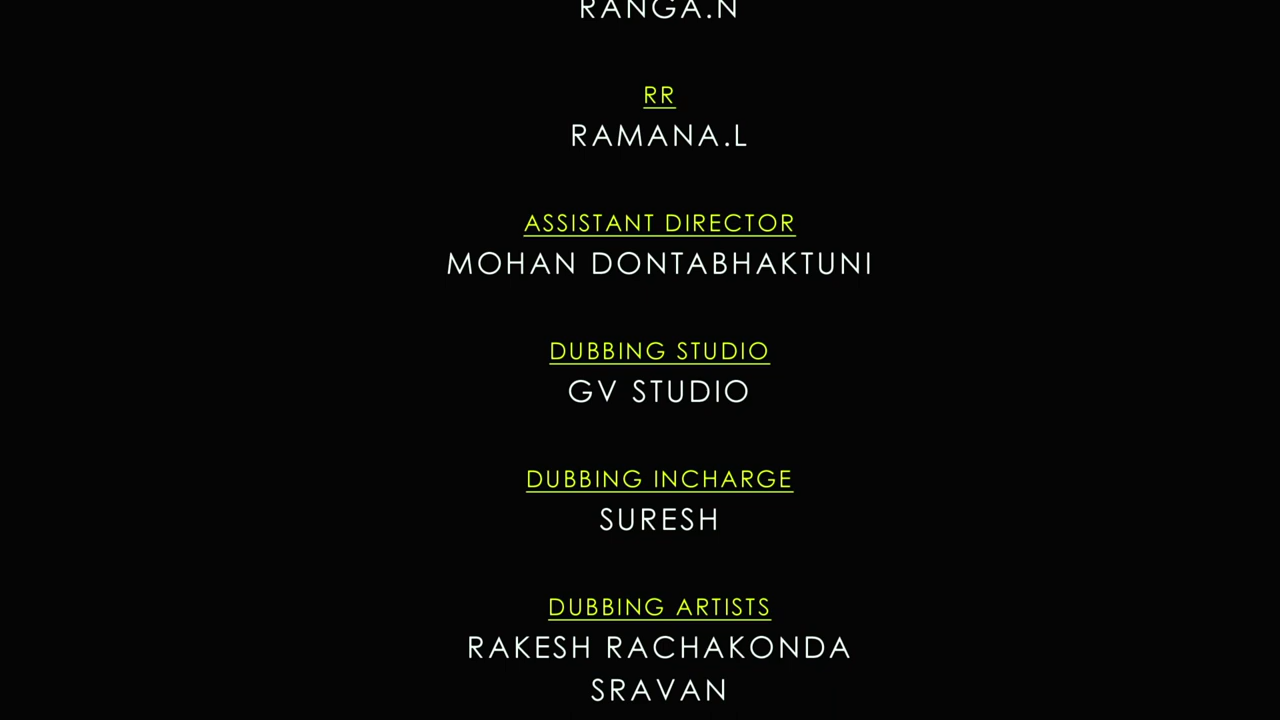 RANGA.N
RR
RAMANA.L
ASSISTANT DIRECTOR
MOHAN DONTABHAKTUNI
DUBBING STUDIO
GV STUDIO
DUBBING INCHARGE
SURESH
DUBBING ARTISTS
RAKESH RACHAKONDA
SRAVAN